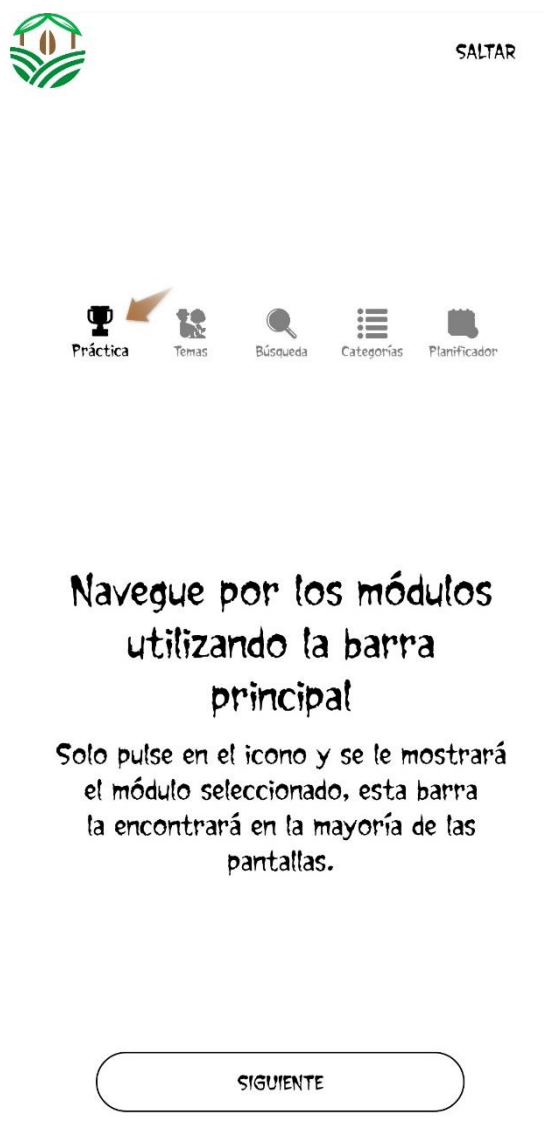 SALTAR
Práctica
Temas
Búsqueda
Categorías
Planificador
Navegue por los módulos
utilizando la barra
principal
Solo pulse en el icono y se le mostrará
el módulo seleccionado, esta barra
la encontrará en la mayoría de las
pantallas.
SIGUIENTE